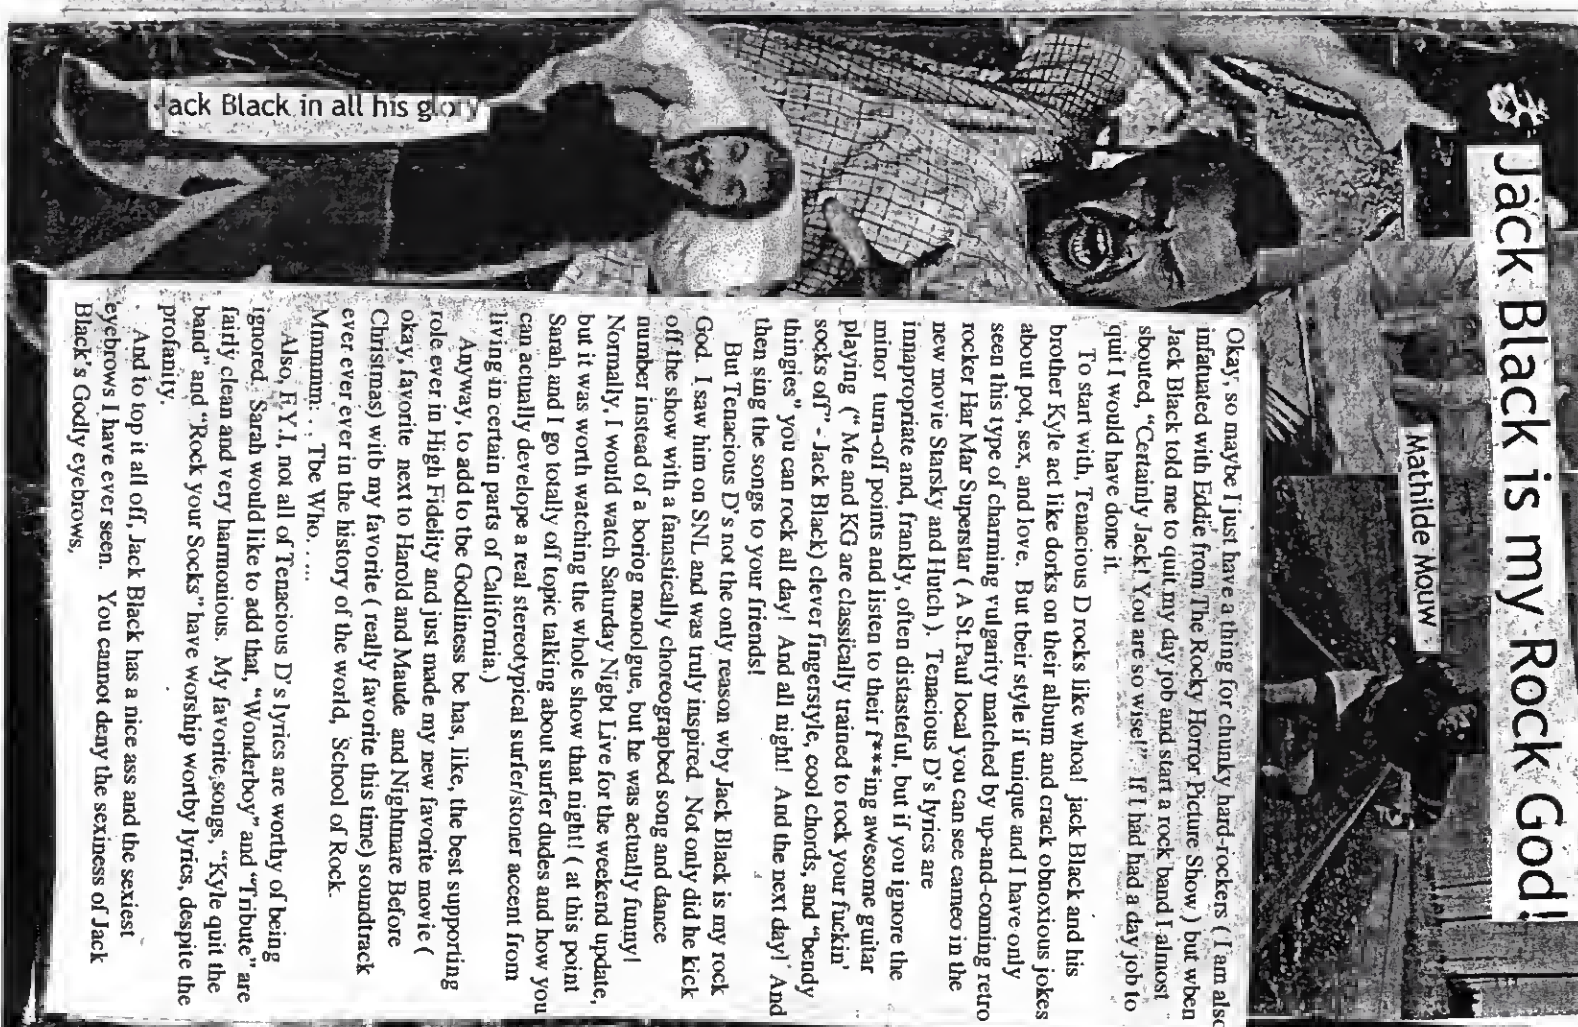 Jack Black is my Rock God!
Mathilde Mouw
Jack Black in all his glory
Okay, so maybe I just have a thing for chunky hard-rockers ( I am also
infatuated with Eddie from The Rocky Horror Picture Show ) but when
Jack Black told me to quit my day job and start a rock band I almost
shouted, “Certainly Jack! You are so wise!” If I had had a day job to
quit I would have done it.
To start with, Tenacious D rocks like whoa! jack Black and his
brother Kyle act like dorks on their album and crack obnoxious jokes
about pot, sex, and love. But their style if unique and I have only
seen this type of charming vulgarity matched by up-and-coming retro
rocker Har Mar Superstar ( A St.Paul local you can see cameo in the
new movie Starsky and Hutch ). Tenacious D's lyrics are
innapropriate and, frankly, often distasteful, but if you ignore the
minor turn-off points and listen to their f***ing awesome guitar
playing (“ Me and KG are classically trained to rock your fuckin'
socks off” - Jack Black) clever fingerstyle, cool chords, and “bendy
thingies” you can rock all day! And all night! And the next day! And
then sing the songs to your friends!
But Tenacious D's not the only reason why Jack Black is my rock
God. I saw him on SNL and was truly inspired. Not only did he kick
off the show with a fanastically choreographed song and dance
number instead of a boriog monolgue, but he was actually funny!
Normally, I would watch Saturday Night Live for the weekend update,
but it was worth watching the whole show that night! ( at this point
Sarah and I go totally off topic talking about surfer dudes and how you
can actually develope a real stereotypical surfer/stoner accent from
living in certain parts of California.)
Anyway, to add to the Godliness he has, like, the best supporting
role ever in High Fidelity and just made my new favorite movie (
okay, favorite next to Harold and Maude and Nightmare Before
Christmas) with my favorite ( really favorite this time) soundtrack
ever ever ever ever in the history of the world, School of Rock.
Mmmmm... The Who. ...
Also, F.Y.I, not all of Tenacious D's lyrics are worthy of being
ignored. Sarah would like to add that, “Wonderboy” and “Tribute” are
fairly clean and very harmonious. My favorite songs, “Kyle quit the
band” and “Rock your Socks” have worship worthy lyrics, despite the
profanity.
And to top it all off, Jack Black has a nice ass and the sexiest
eyebrows I have ever seen. You cannot deny the sexiness of Jack
Black's Godly eyebrows,